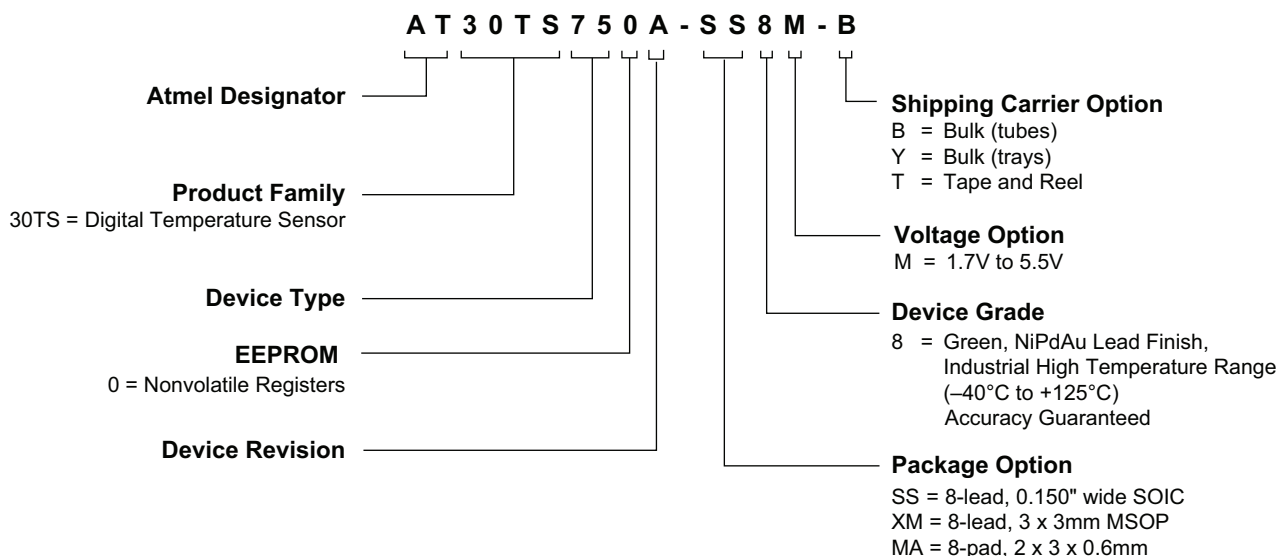 A T 3 0 T S 7 5 0 A - S S 8 M - B
Atmel Designator
Product Family
30TS = Digital Temperature Sensor
Device Type
EEPROM
0 = Nonvolatile Registers
Device Revision
Shipping Carrier Option
B = Bulk (tubes)
Y = Bulk (trays)
T = Tape and Reel
Voltage Option
M = 1.7V to 5.5V
Device Grade
8 = Green, NiPdAu Lead Finish,
Industrial High Temperature Range
(–40°C to +125°C)
Accuracy Guaranteed
Package Option
SS = 8-lead, 0.150" wide SOIC
XM = 8-lead, 3 x 3mm MSOP
MA = 8-pad, 2 x 3 x 0.6mm